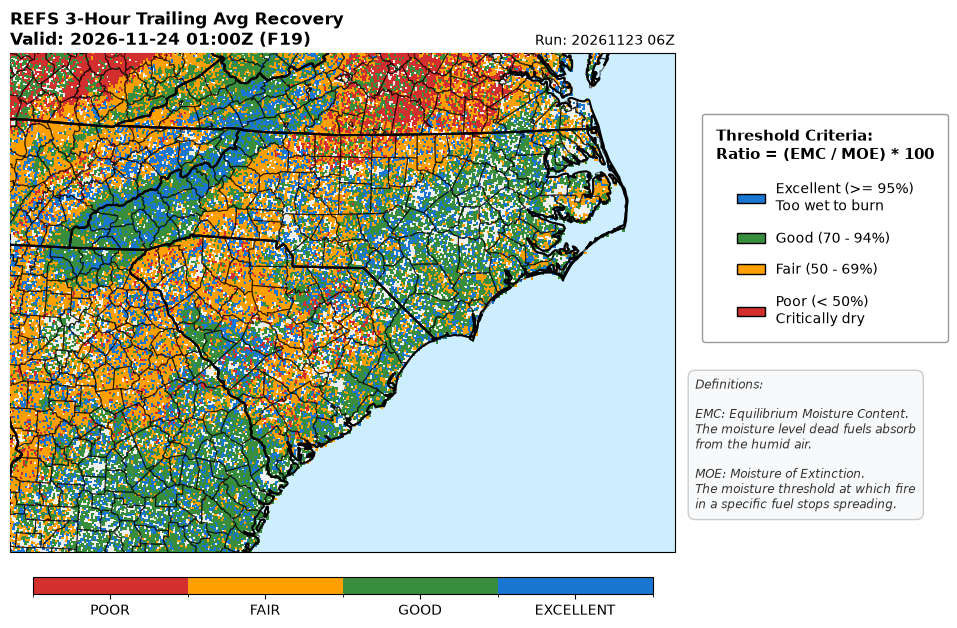 REFS 3-Hour Trailing Avg Recovery
Valid: 2026-11-24 01:00Z (F19)
Run: 20261123 06Z
Threshold Criteria:
Ratio = (EMC / MOE) * 100
Excellent (>= 95%)
Too wet to burn
Good (70 - 94%)
Fair (50 - 69%)
Poor (< 50%)
Critically dry
Definitions:
EMC: Equilibrium Moisture Content.
The moisture level dead fuels absorb
from the humid air.
MOE: Moisture of Extinction.
The moisture threshold at which fire
in a specific fuel stops spreading.
POOR
FAIR
GOOD
EXCELLENT